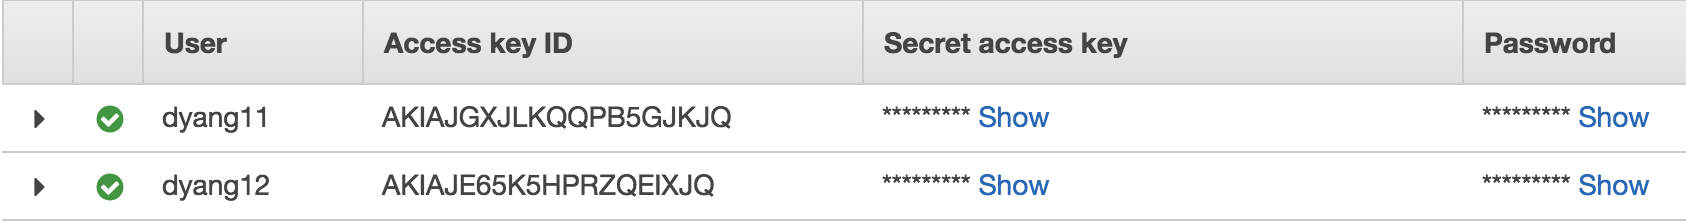 User Access key ID Secret access key Password
dyang11 AKIAJGXJLKQQPB5GJKJQ ********* Show ********* Show
dyang12 AKIAJE65K5HPRZQEIXJQ ********* Show ********* Show